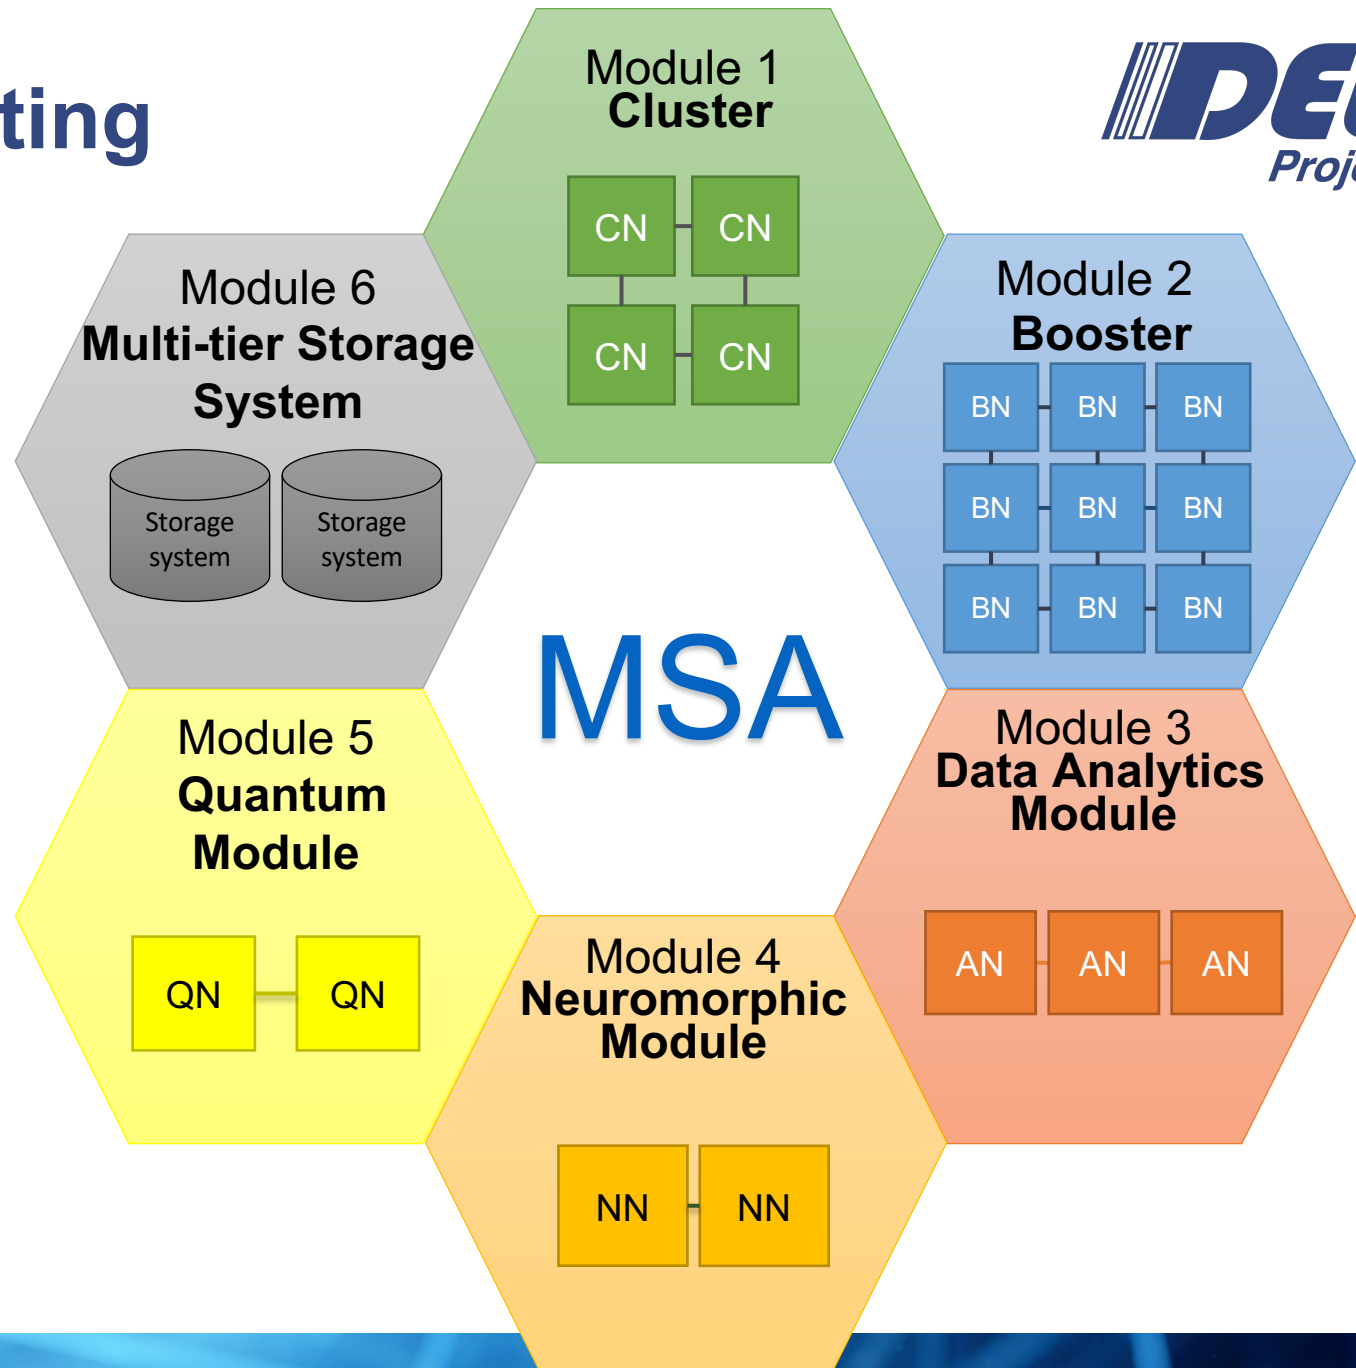 ting
Module 1
Cluster
CN CN
CN CN
Module 2
Booster
BN BN BN
BN BN BN
BN BN BN
Module 3
Data Analytics
Module
AN AN AN
Module 4
Neuromorphic
Module
NN NN
Module 5
Quantum
Module
QN QN
Module 6
Multi-tier Storage
System
Storage
system
Storage
system
MSA